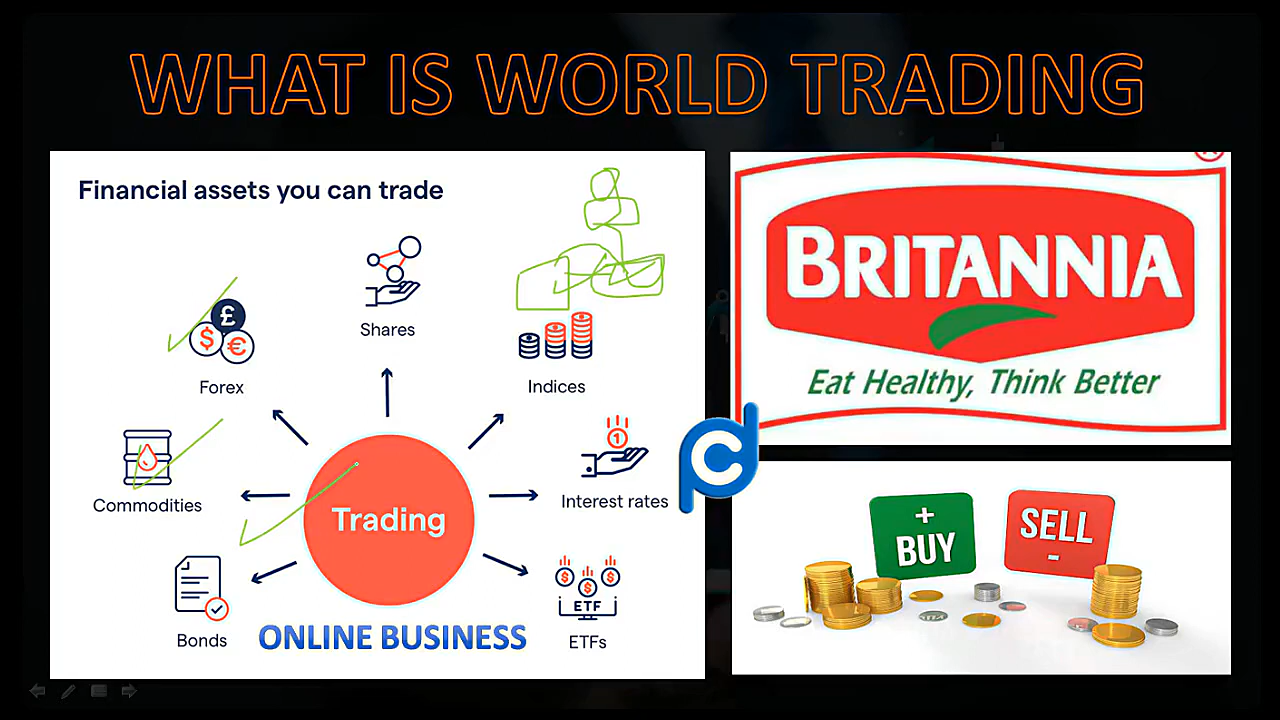 WHAT IS WORLD TRADING
Financial assets you can trade
Shares
Forex
Indices
Commodities
Interest rates
Trading
Bonds
ETF
ETFs
ONLINE BUSINESS
BRITANNIA
Eat Healthy, Think Better
+
BUY
SELL
-